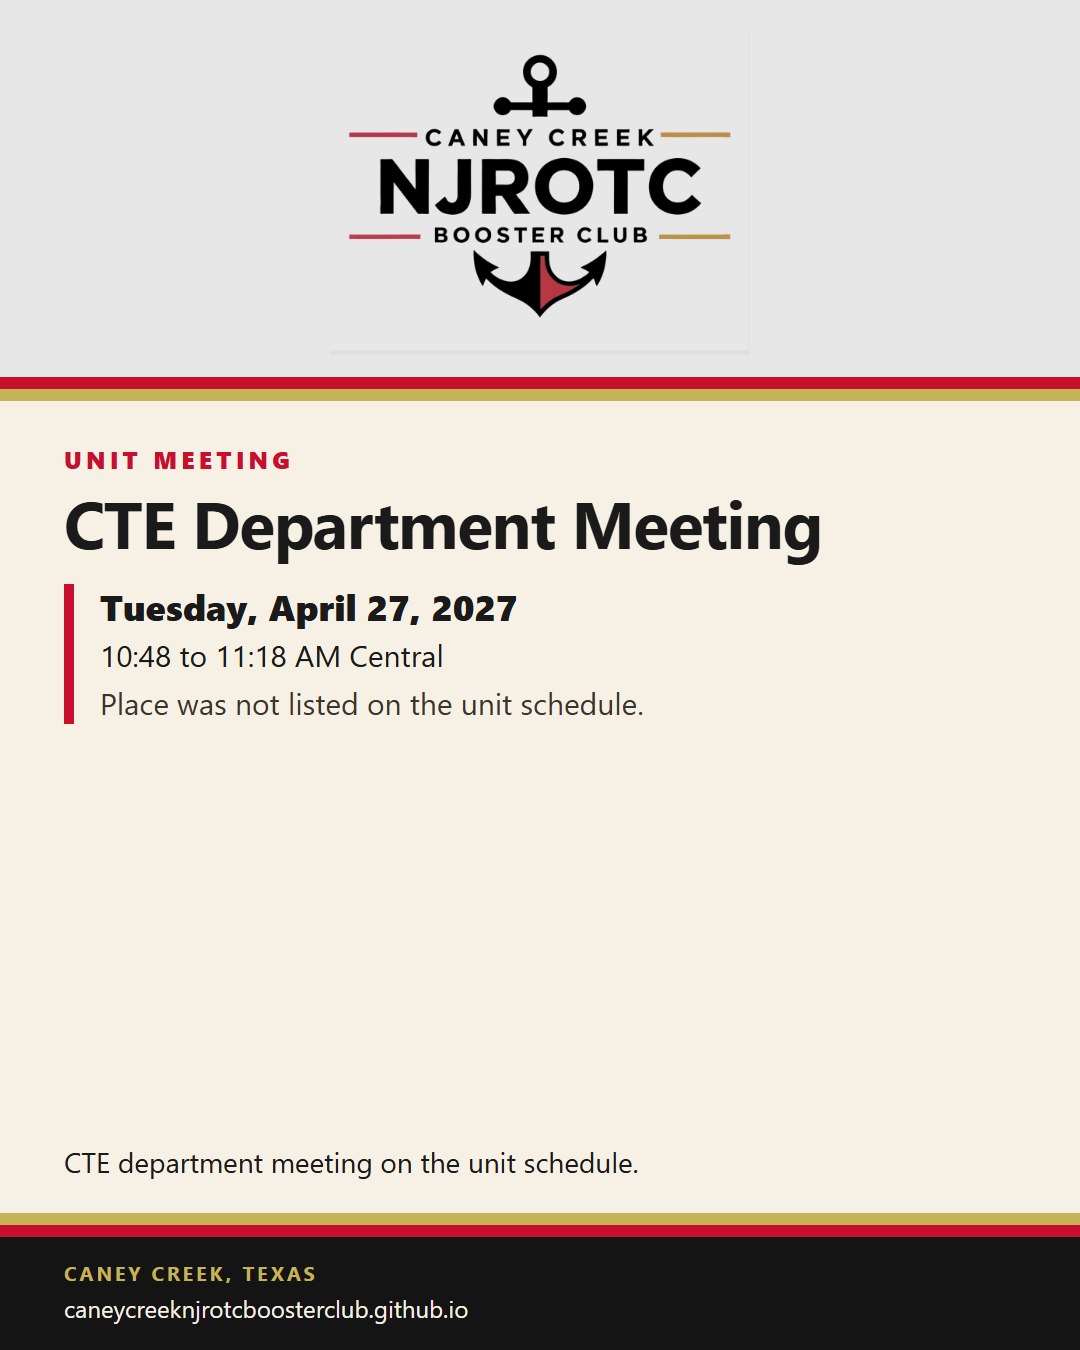 CANEY CREEK
NJROTC
BOOSTER CLUB
UNIT MEETING
CTE Department Meeting
Tuesday, April 27, 2027
10:48 to 11:18 AM Central
Place was not listed on the unit schedule.
CTE department meeting on the unit schedule.
CANEY CREEK, TEXAS
caneycreeknjrotcboosterclub.github.io